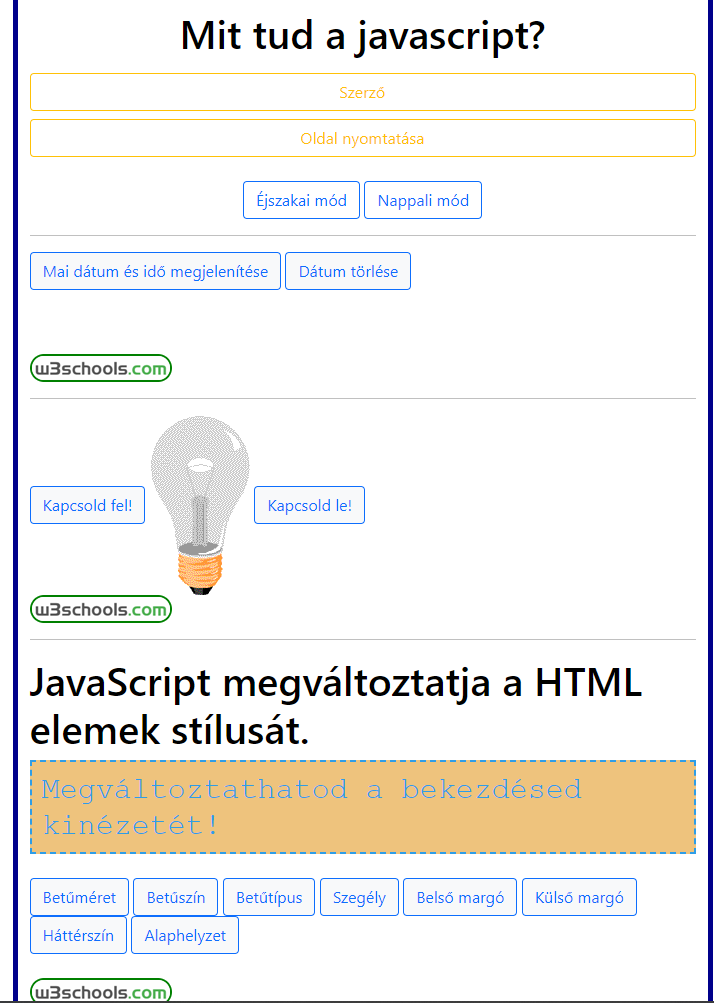 Mit tud a javascript?
Szerző
Oldal nyomtatása
Éjszakai mód Nappali mód
Mai dátum és idő megjelenítése Dátum törlése
w3schools.com
Kapcsold fel! Kapcsold le!
w3schools.com
JavaScript megváltoztatja a HTML
elemek stílusát.
Megváltoztathatod a bekezdésed
kinézetét!
Betűméret Betűszín Betűtípus Szegély Belső margó Külső margó
Háttérszín Alaphelyzet
w3schools.com